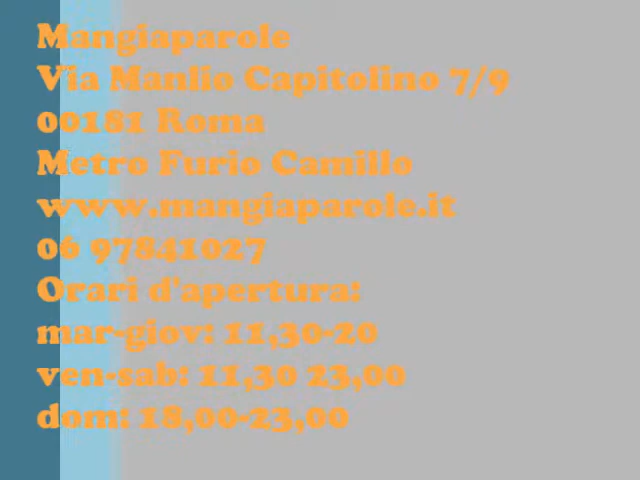 Mangiaparole
Via Manlio Capitolino 7/9
00181 Roma
Metro Furio Camillo
www.mangiaparole.it
06 97841027
Orari d'apertura:
mar-giov: 11,30-20
ven-sab: 11,30 23,00
dom: 18,00-23,00